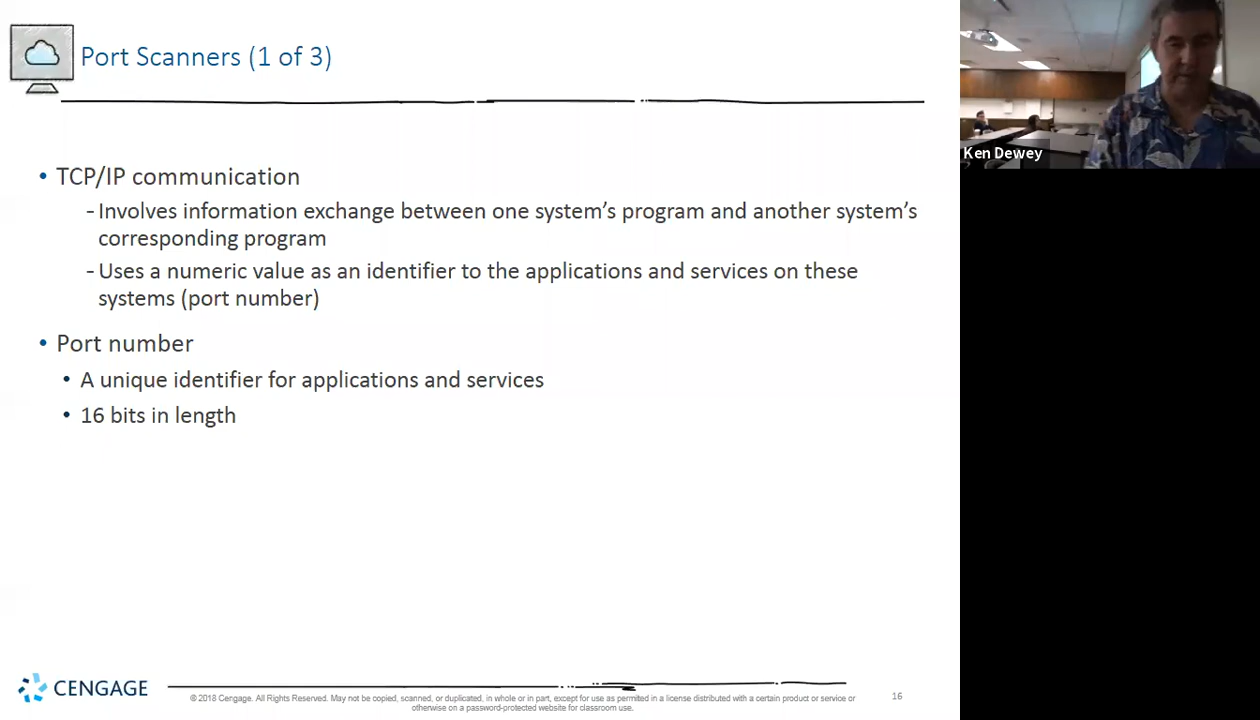 Port Scanners (1 of 3)
Ken Dewey
• TCP/IP communication
- Involves information exchange between one system’s program and another system’s
corresponding program
- Uses a numeric value as an identifier to the applications and services on these
systems (port number)
• Port number
• A unique identifier for applications and services
• 16 bits in length
CENGAGE
© 2018 Cengage. All Rights Reserved. May not be copied, scanned, or duplicated, in whole or in part, except for use as permitted in a license distributed with a certain product or service or
otherwise on a password-protected website for classroom use.
16